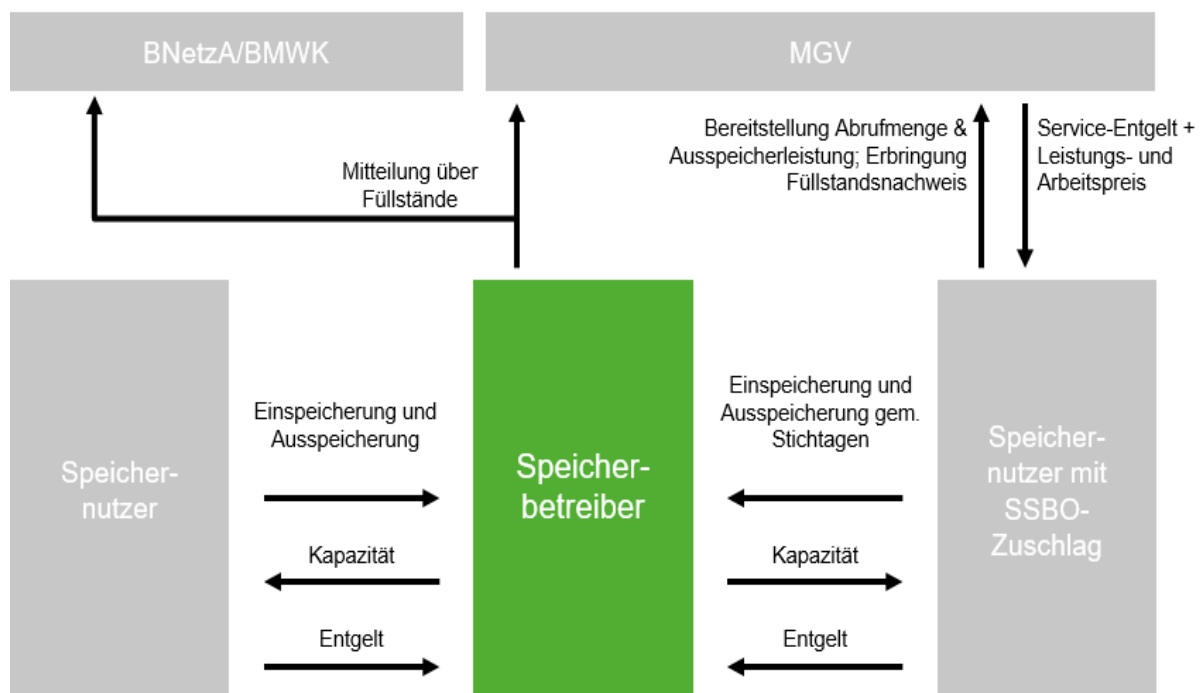 BNetzA/BMWK
MGV
Mitteilung über
Füllstände
Bereitstellung Abrufmenge &
Ausspeicherleistung; Erbringung
Füllstandsnachweis
Service-Entgelt +
Leistungs- und
Arbeitspreis
Speicher-
nutzer
Einspeicherung und
Ausspeicherung
Kapazität
Entgelt
Speicher-
betreiber
Einspeicherung und
Ausspeicherung gem.
Stichtagen
Kapazität
Entgelt
Speicher-
nutzer mit
SSBO-
Zuschlag